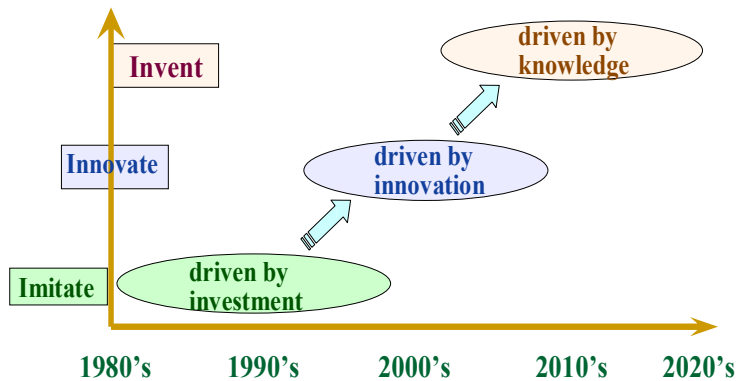 Invent
driven by
knowledge
Innovate
driven by
innovation
Imitate
driven by
investment
1980's 1990's 2000's 2010's 2020's